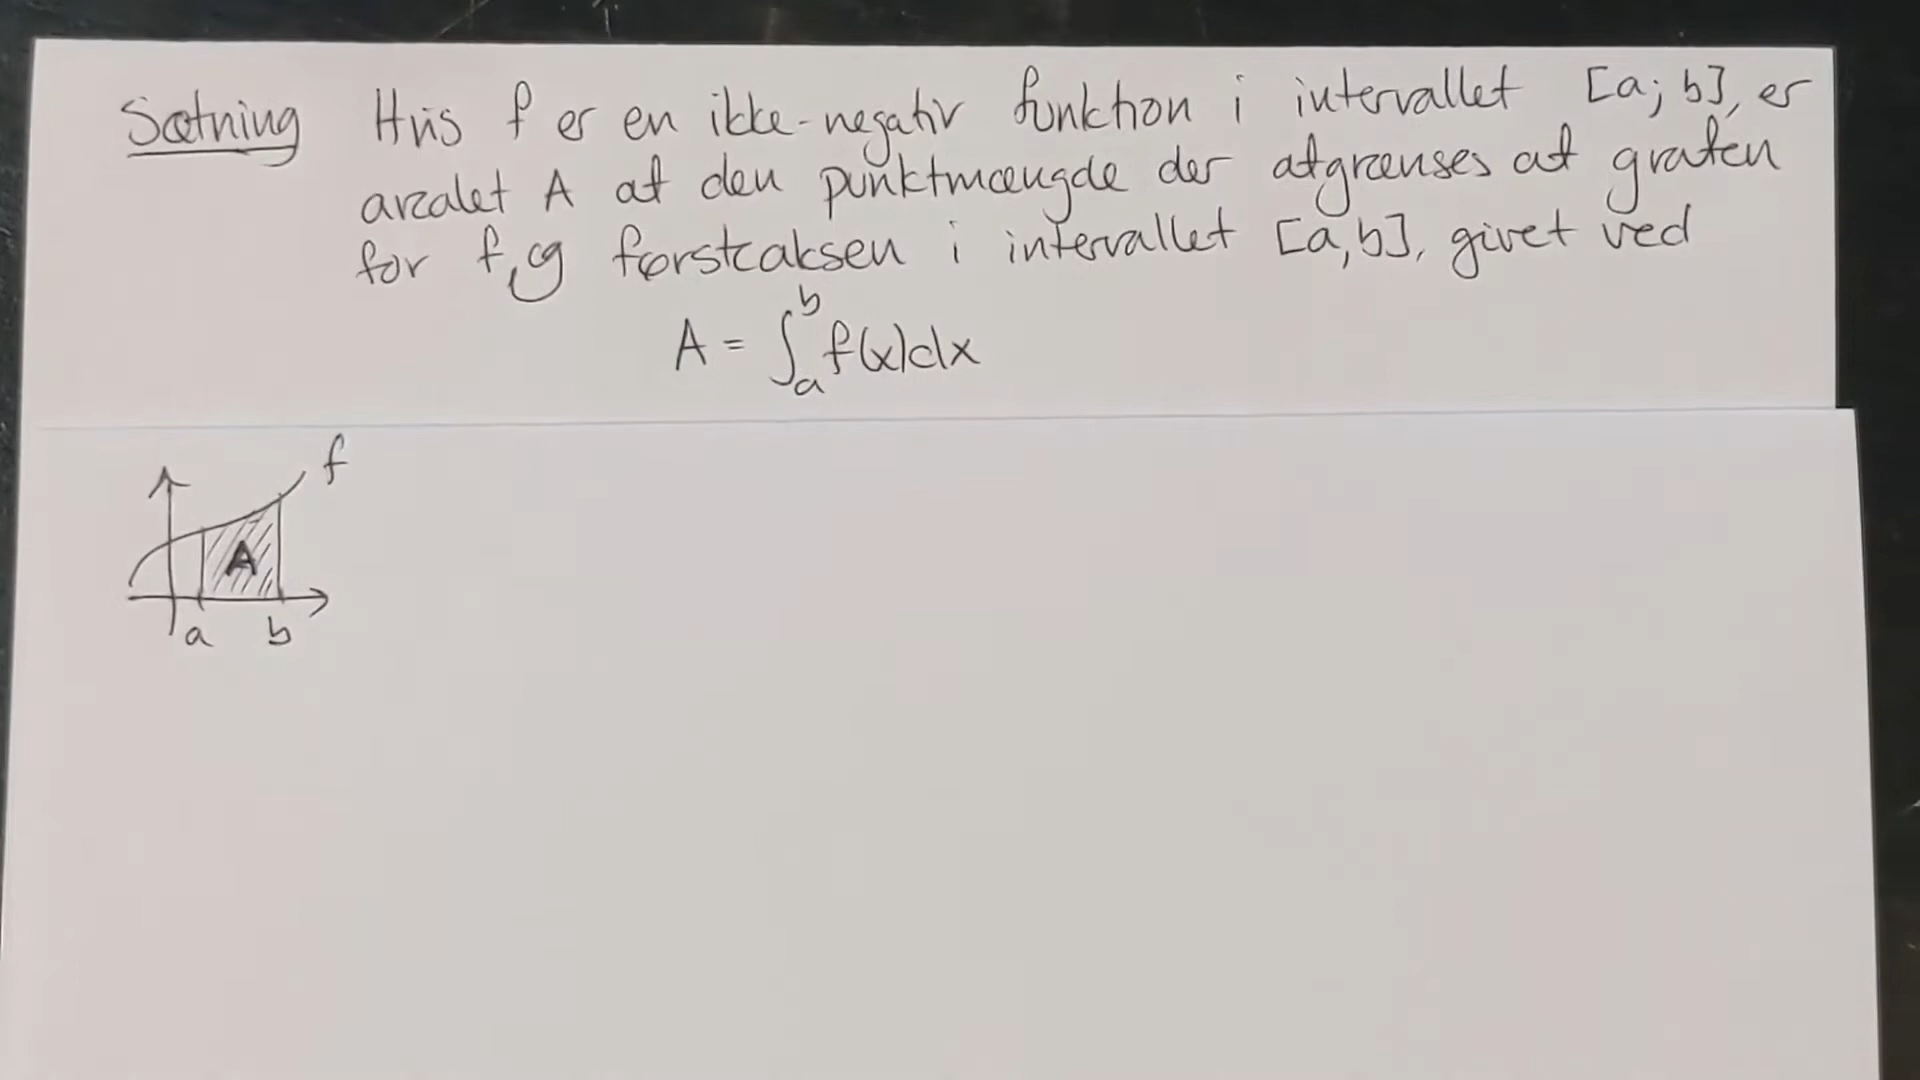 Sætning Hvis f er en ikke-negativ funktion i intervallet [a; b], er
arealet A af den punktmængde der afgrænses af grafen
for f, og førsteaksen i intervallet [a,b], givet ved
A = ∫_a^b f(x)dx
f
A
a b